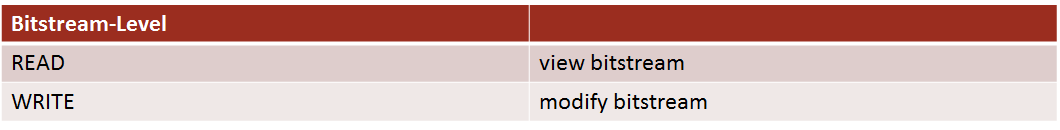 Bitstream-Level
READ view bitstream
WRITE modify bitstream